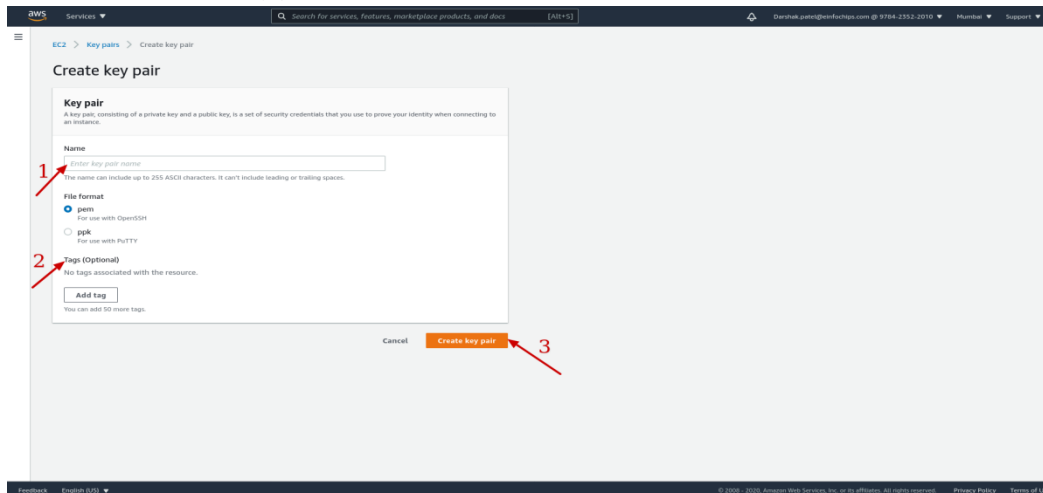 aws Services ▼ Search for services, features, marketplace products, and docs [Alt+S] Darshak.patel@emfochips.com @ 9784-2352-2010 ▼ Mumbai ▼ Support ▼
EC2 > Key pairs > Create key pair
Create key pair
Key pair
A key pair, consisting of a private key and a public key, is a set of security credentials that you use to prove your identity when connecting to
an instance.
Name
1
Enter key pair name
The name can include up to 255 ASCII characters. It can't include leading or trailing spaces.
File format
pem
For use with OpenSSH
ppk
For use with PuTTY
2
Tags (Optional)
No tags associated with the resource.
Add tag
You can add 50 more tags.
Cancel Create key pair 3
Feedback English (US) ▼ © 2008 - 2020, Amazon Web Services, Inc. or its affiliates. All rights reserved. Privacy Policy Terms of U